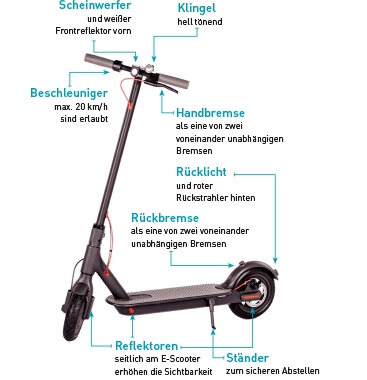 Scheinwerfer
und weißer
Frontreflektor vorn
Klingel
hell tönend
Beschleuniger
max. 20 km/h
sind erlaubt
Handbremse
als eine von zwei
voneinander unabhängigen
Bremsen
Rücklicht
und roter
Rückstrahler hinten
Rückbremse
als eine von zwei voneinander
unabhängigen Bremsen
Reflektoren
seitlich am E-Scooter
erhöhen die Sichtbarkeit
Ständer
zum sicheren Abstellen